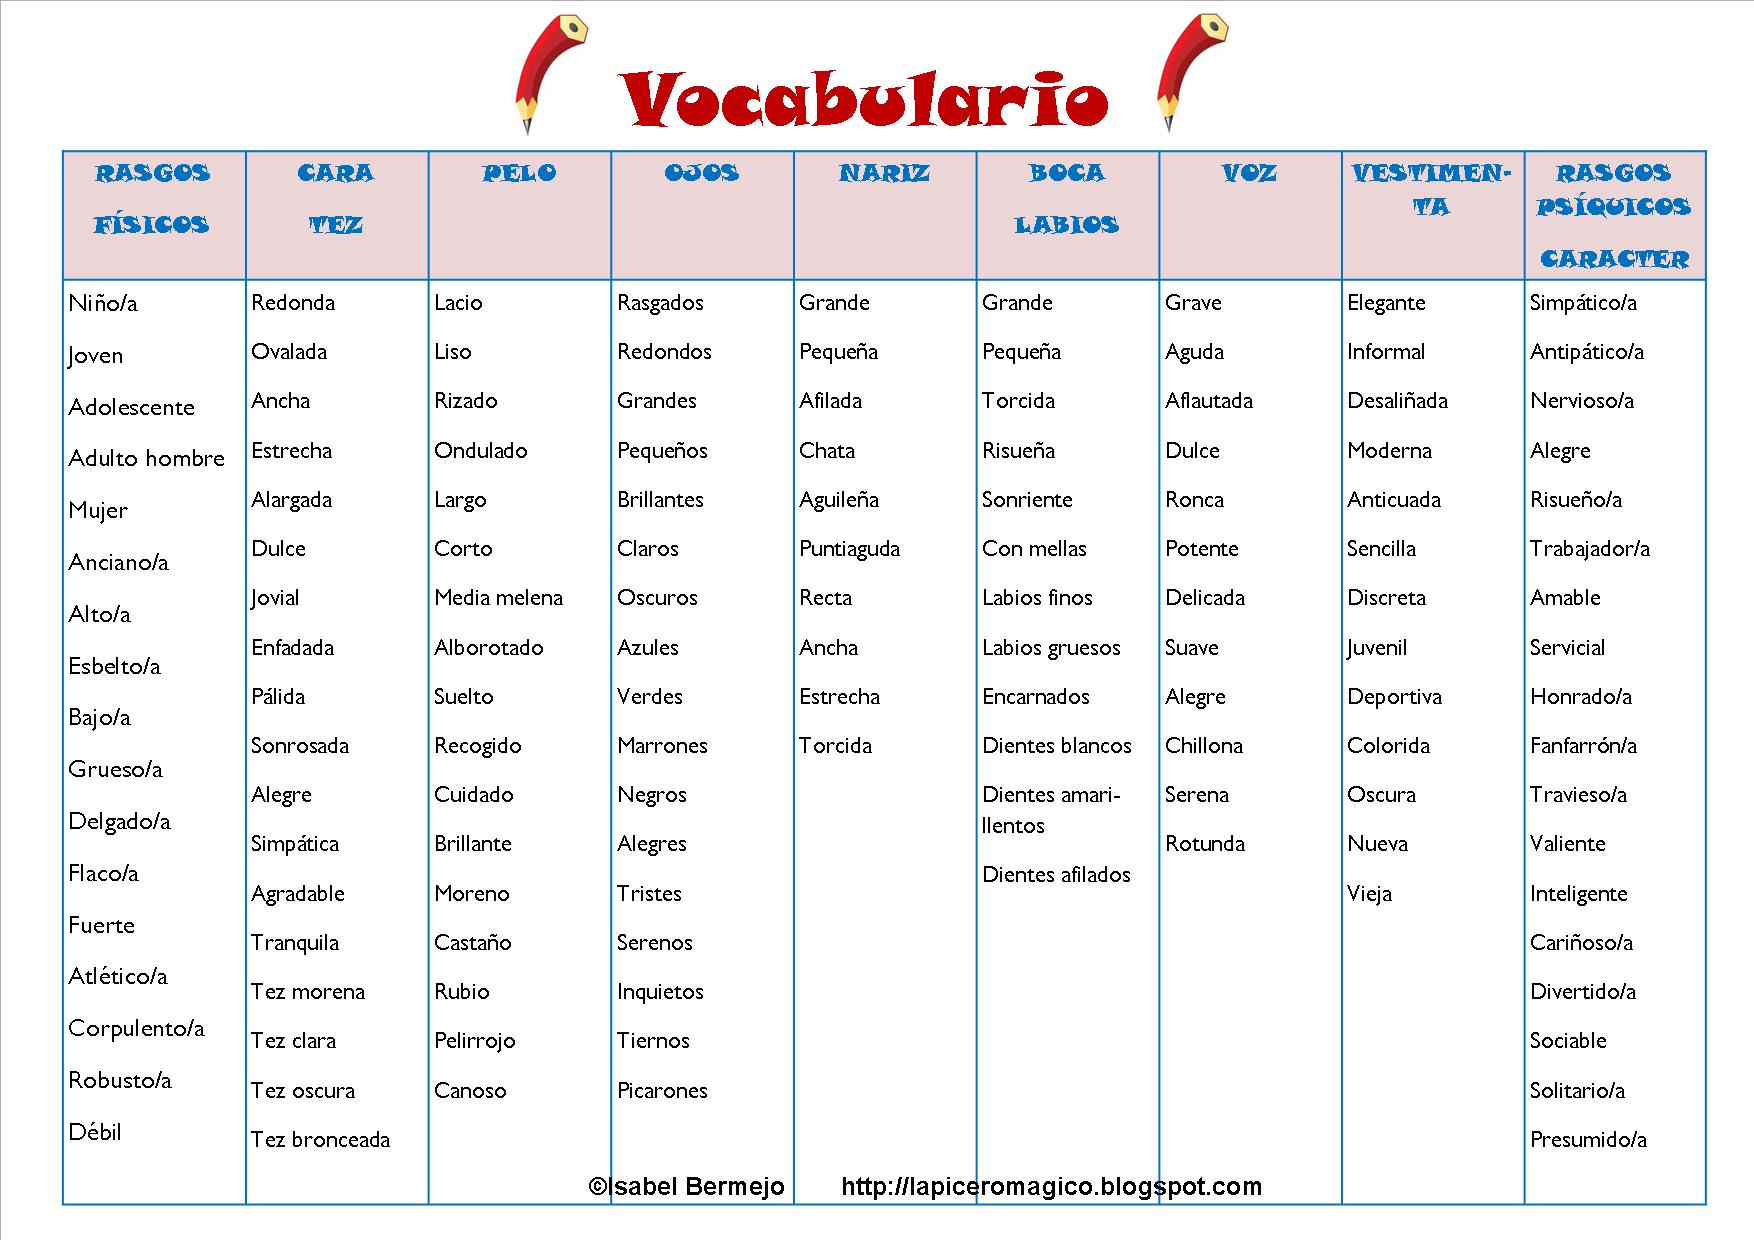 Vocabulario
RASGOS
FÍSICOS
Niño/a
Joven
Adolescente
Adulto hombre
Mujer
Anciano/a
Alto/a
Esbelto/a
Bajo/a
Grueso/a
Delgado/a
Flaco/a
Fuerte
Atlético/a
Corpulento/a
Robusto/a
Débil
CARA
TEZ
Redonda
Ovalada
Ancha
Estrecha
Alargada
Dulce
Jovial
Enfadada
Pálida
Sonrosada
Alegre
Simpática
Agradable
Tranquila
Tez morena
Tez clara
Tez oscura
Tez bronceada
PELO
Lacio
Liso
Rizado
Ondulado
Largo
Corto
Media melena
Alborotado
Suelto
Recogido
Cuidado
Brillante
Moreno
Castaño
Rubio
Pelirrojo
Canoso
OJOS
Rasgados
Redondos
Grandes
Pequeños
Brillantes
Claros
Oscuros
Azules
Verdes
Marrones
Negros
Alegres
Tristes
Serenos
Inquietos
Tiernos
Picarones
NARIZ
Grande
Pequeña
Afilada
Chata
Aguileña
Puntiaguda
Recta
Ancha
Estrecha
Torcida
BOCA
LABIOS
Grande
Pequeña
Torcida
Risueña
Sonriente
Con mellas
Labios finos
Labios gruesos
Encarnados
Dientes blancos
Dientes amari-
llentos
Dientes afilados
VOZ
Grave
Aguda
Aflautada
Dulce
Ronca
Potente
Delicada
Suave
Alegre
Chillona
Serena
Rotunda
VESTIMEN-
TA
Elegante
Informal
Desaliñada
Moderna
Anticuada
Sencilla
Discreta
Juvenil
Deportiva
Colorida
Oscura
Nueva
Vieja
RASGOS
PSÍQUICOS
CARACTER
Simpático/a
Antipático/a
Nervioso/a
Alegre
Risueño/a
Trabajador/a
Amable
Servicial
Honrado/a
Fanfarrón/a
Travieso/a
Valiente
Inteligente
Cariñoso/a
Divertido/a
Sociable
Solitario/a
Presumido/a
©Isabel Bermejo http://lapiceromagico.blogspot.com